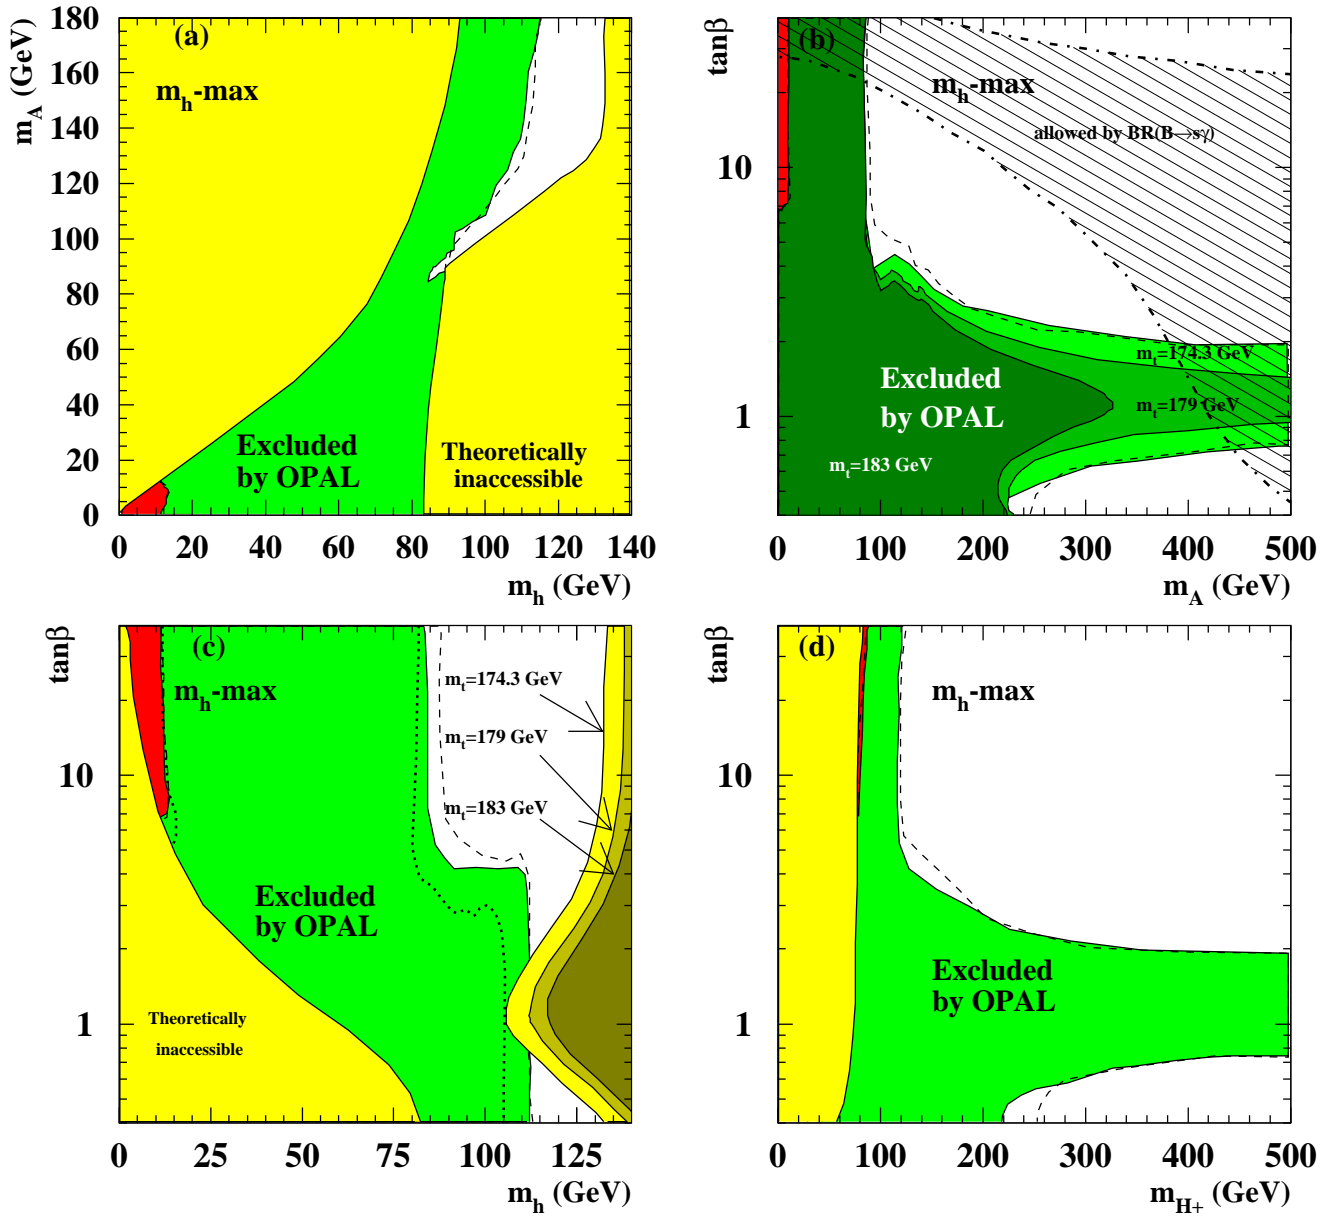 (a)
m_h-max
Excluded
by OPAL
Theoretically
inaccessible
m_A (GeV)
180
160
140
120
100
80
60
40
20
0
0 20 40 60 80 100 120 140
m_h (GeV)
(b)
m_h-max
allowed by BR(B→sγ)
m_t=174.3 GeV
m_t=179 GeV
Excluded
by OPAL
m_t=183 GeV
tanβ
10
1
0 100 200 300 400 500
m_A (GeV)
(c)
m_h-max
m_t=174.3 GeV
m_t=179 GeV
m_t=183 GeV
Excluded
by OPAL
Theoretically
inaccessible
tanβ
10
1
0 25 50 75 100 125
m_h (GeV)
(d)
m_h-max
Excluded
by OPAL
tanβ
10
1
0 100 200 300 400 500
m_H+ (GeV)